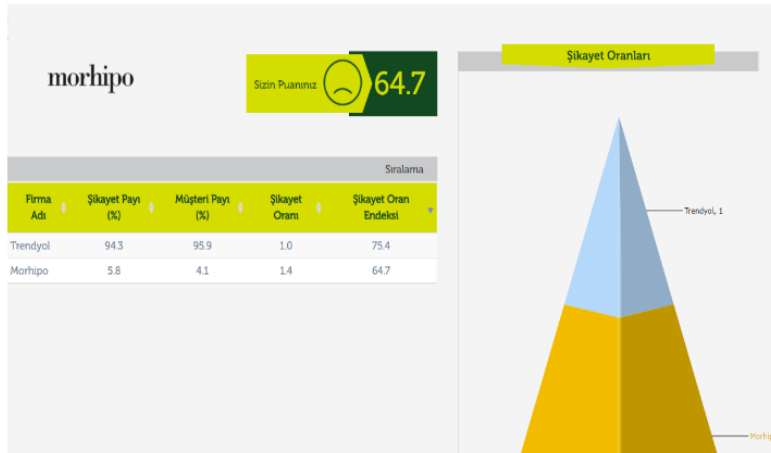 morhipo
Sizin Puanınız
64.7
Şikayet Oranları
Sıralama
Firma Adı
Şikayet Payı (%)
Müşteri Payı (%)
Şikayet Oranı
Şikayet Oran Endeksi
Trendyol 94.3 95.9 1.0 75.4
Morhipo 5.8 4.1 1.4 64.7
Trendyol, 1